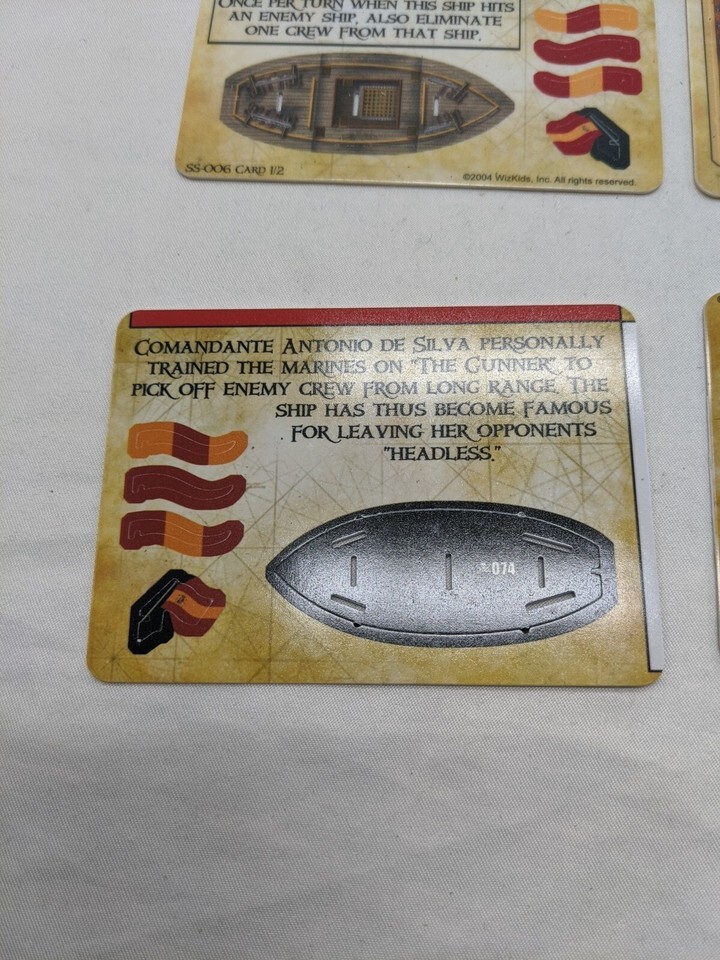 ONCE PER TURN WHEN THIS SHIP HITS
AN ENEMY SHIP, ALSO ELIMINATE
ONE CREW FROM THAT SHIP.
SS-006 CARD 1/2
©2004 WizKids, Inc. All rights reserved.
COMANDANTE ANTONIO DE SILVA PERSONALLY
TRAINED THE MARINES ON "THE GUNNER" TO
PICK OFF ENEMY CREW FROM LONG RANGE. THE
SHIP HAS THUS BECOME FAMOUS
FOR LEAVING HER OPPONENTS
"HEADLESS."
074